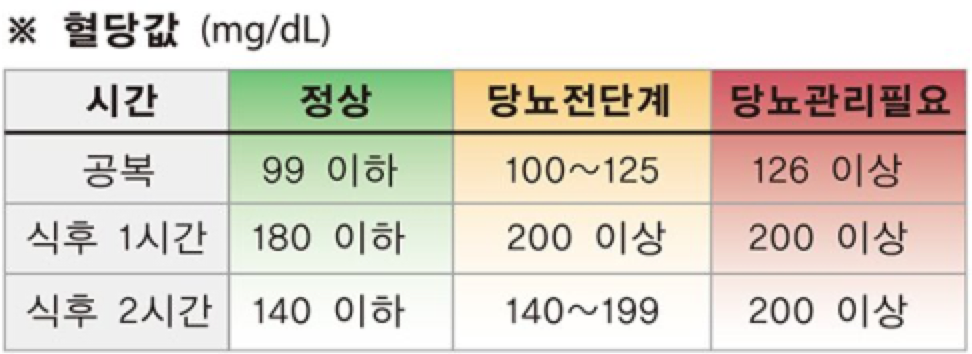 ※ 혈당값 (mg/dL)
시간 정상 당뇨전단계 당뇨관리필요
공복 99 이하 100~125 126 이상
식후 1시간 180 이하 200 이상 200 이상
식후 2시간 140 이하 140~199 200 이상